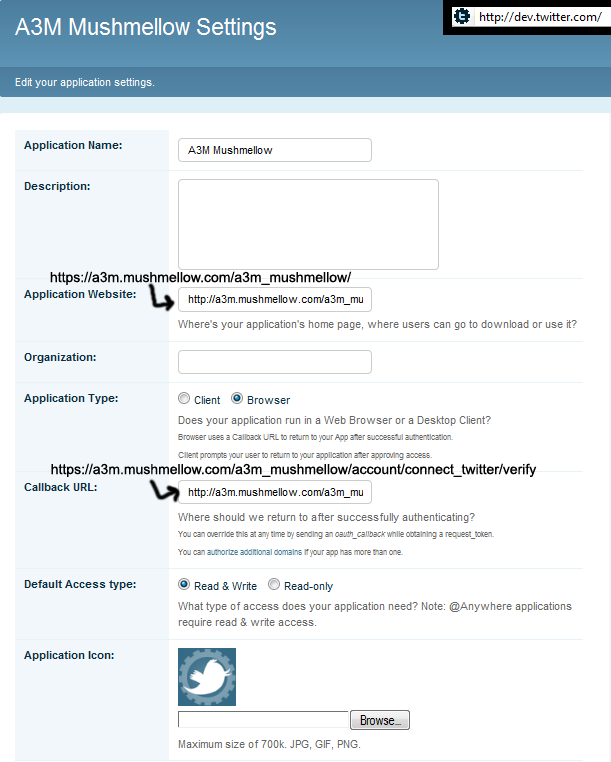 A3M Mushmellow Settings
http://dev.twitter.com/
Edit your application settings.
Application Name:
A3M Mushmellow
Description:
https://a3m.mushmellow.com/a3m_mushmellow/
Application Website:
http://a3m.mushmellow.com/a3m_mu
Where's your application's home page, where users can go to download or use it?
Organization:
Application Type:
Client Browser
Does your application run in a Web Browser or a Desktop Client?
Browser uses a Callback URL to return to your App after successful authentication.
Client prompts your user to return to your application after approving access.
https://a3m.mushmellow.com/a3m_mushmellow/account/connect_twitter/verify
Callback URL:
http://a3m.mushmellow.com/a3m_mu
Where should we return to after successfully authenticating?
You can override this at any time by sending an oauth_callback while obtaining a request_token.
You can authorize additional domains if your app has more than one.
Default Access type:
Read & Write Read-only
What type of access does your application need? Note: @Anywhere applications
require read & write access.
Application Icon:
Browse...
Maximum size of 700k. JPG, GIF, PNG.